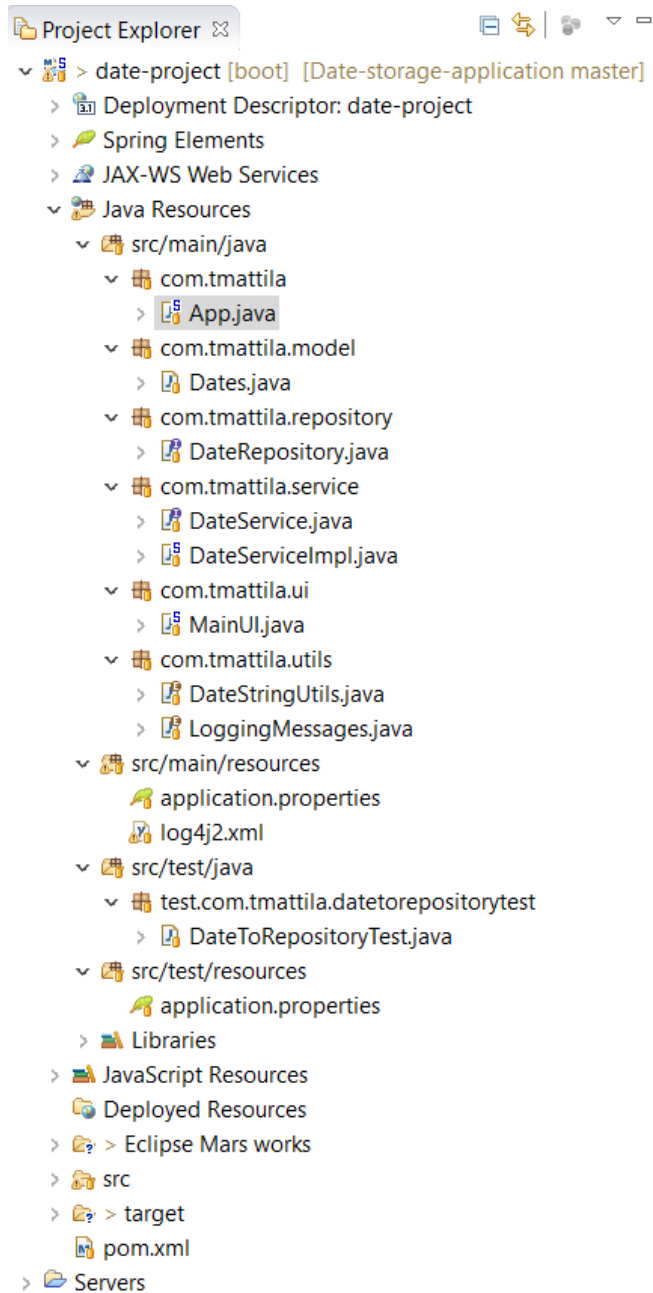 Project Explorer
> date-project [boot] [Date-storage-application master]
Deployment Descriptor: date-project
Spring Elements
JAX-WS Web Services
Java Resources
src/main/java
com.tmattila
App.java
com.tmattila.model
Dates.java
com.tmattila.repository
DateRepository.java
com.tmattila.service
DateService.java
DateServiceImpl.java
com.tmattila.ui
MainUI.java
com.tmattila.utils
DateStringUtils.java
LoggingMessages.java
src/main/resources
application.properties
log4j2.xml
src/test/java
test.com.tmattila.datetorepositorytest
DateToRepositoryTest.java
src/test/resources
application.properties
Libraries
JavaScript Resources
Deployed Resources
> Eclipse Mars works
src
> target
pom.xml
Servers